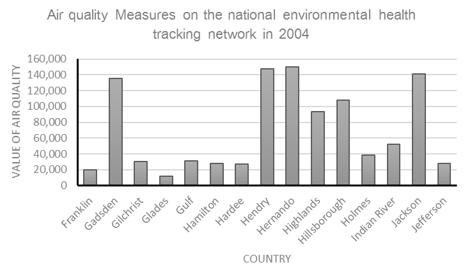 Air quality Measures on the national environmental health
tracking network in 2004
VALUE OF AIR QUALITY
160,000
140,000
120,000
100,000
80,000
60,000
40,000
20,000
0
Franklin
Gadsden
Gilchrist
Glades
Gulf
Hamilton
Hardee
Hendry
Hernando
Highlands
Hillsborough
Holmes
Indian River
Jackson
Jefferson
COUNTRY